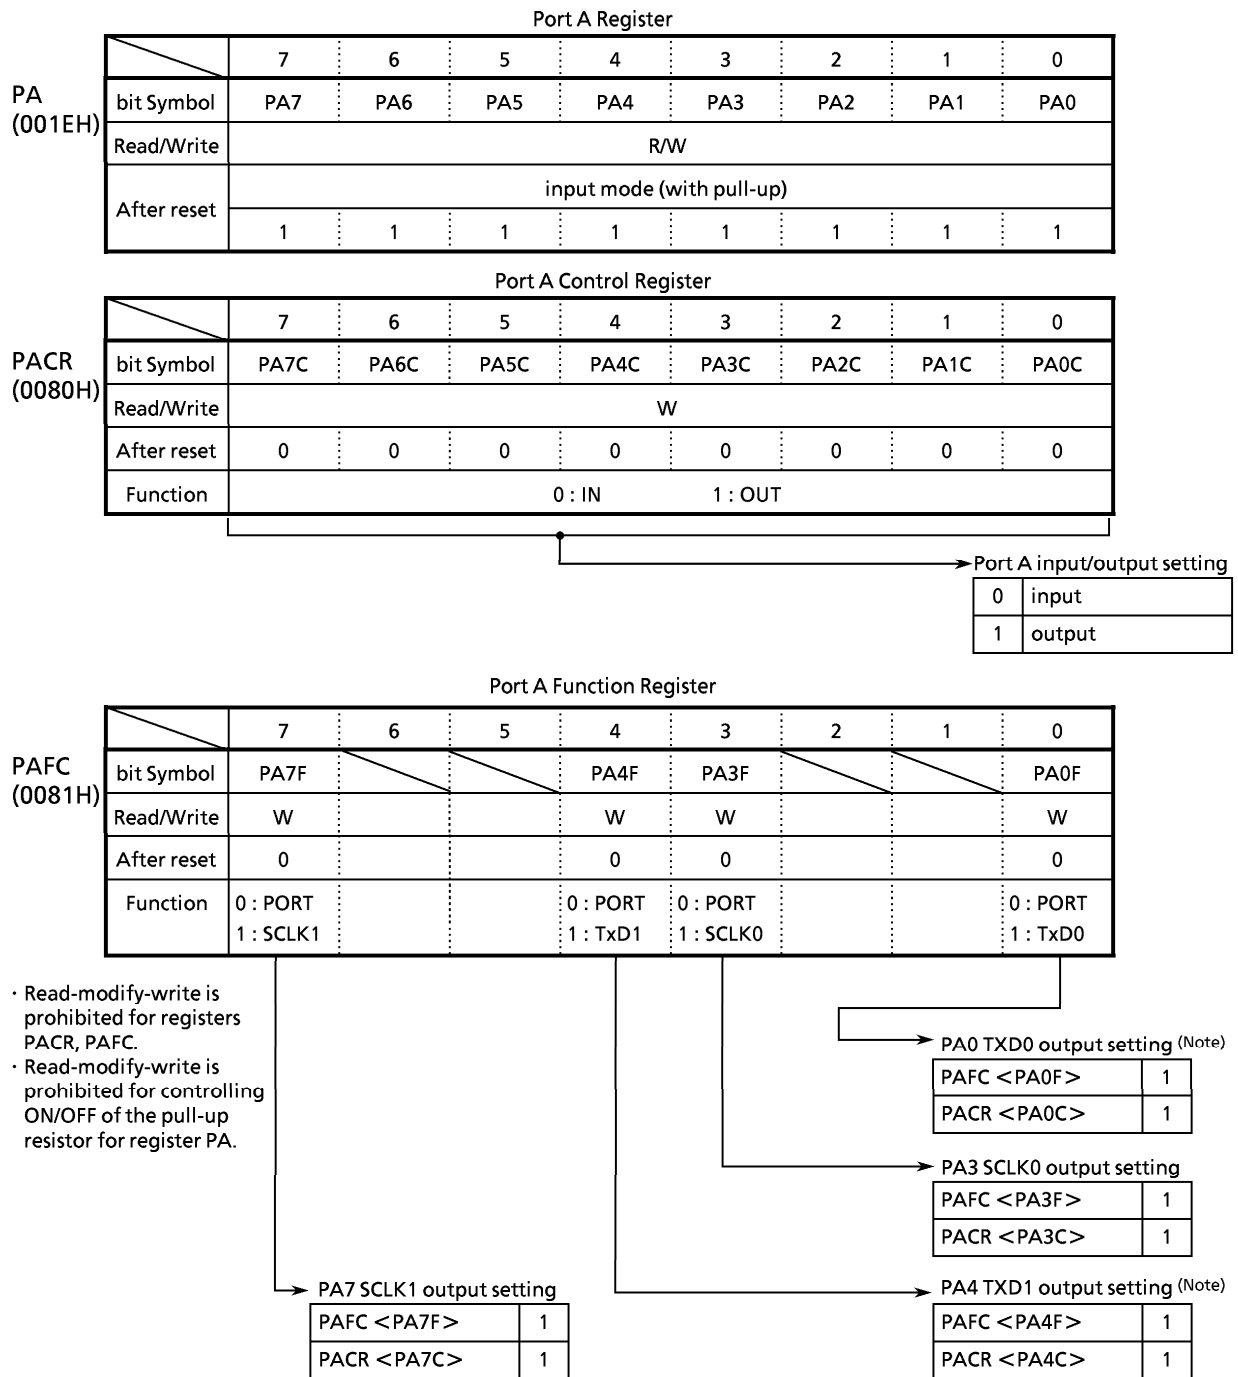 Port A Register
7 6 5 4 3 2 1 0
PA
(001EH)
bit Symbol PA7 PA6 PA5 PA4 PA3 PA2 PA1 PA0
Read/Write R/W
After reset input mode (with pull-up)
1 1 1 1 1 1 1 1
Port A Control Register
7 6 5 4 3 2 1 0
PACR
(0080H)
bit Symbol PA7C PA6C PA5C PA4C PA3C PA2C PA1C PA0C
Read/Write W
After reset 0 0 0 0 0 0 0 0
Function 0 : IN 1 : OUT
Port A input/output setting
0 input
1 output
Port A Function Register
7 6 5 4 3 2 1 0
PAFC
(0081H)
bit Symbol PA7F PA4F PA3F PA0F
Read/Write W W W W
After reset 0 0 0 0
Function 0 : PORT 0 : PORT 0 : PORT 0 : PORT
1 : SCLK1 1 : TxD1 1 : SCLK0 1 : TxD0
· Read-modify-write is
prohibited for registers
PACR, PAFC.
· Read-modify-write is
prohibited for controlling
ON/OFF of the pull-up
resistor for register PA.
PA0 TXD0 output setting (Note)
PAFC <PA0F> 1
PACR <PA0C> 1
PA3 SCLK0 output setting
PAFC <PA3F> 1
PACR <PA3C> 1
PA7 SCLK1 output setting
PAFC <PA7F> 1
PACR <PA7C> 1
PA4 TXD1 output setting (Note)
PAFC <PA4F> 1
PACR <PA4C> 1